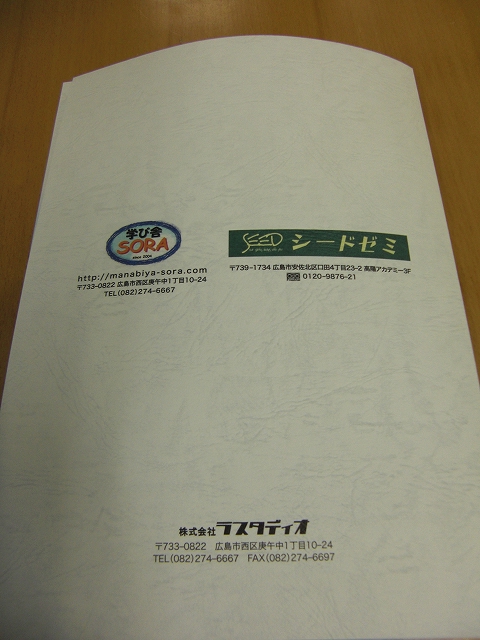 学び舎
SORA
since 2004
http://manabiya-sora.com
〒733-0822 広島市西区庚午中1丁目10-24
TEL(082)274-6667
SEED
シードゼミ
〒739-1734 広島市安佐北区口田4丁目23-2 高陽アカデミー3F
0120-9876-21
株式会社 ラスタディオ
〒733-0822 広島市西区庚午中1丁目10-24
TEL(082)274-6667 FAX(082)274-6697